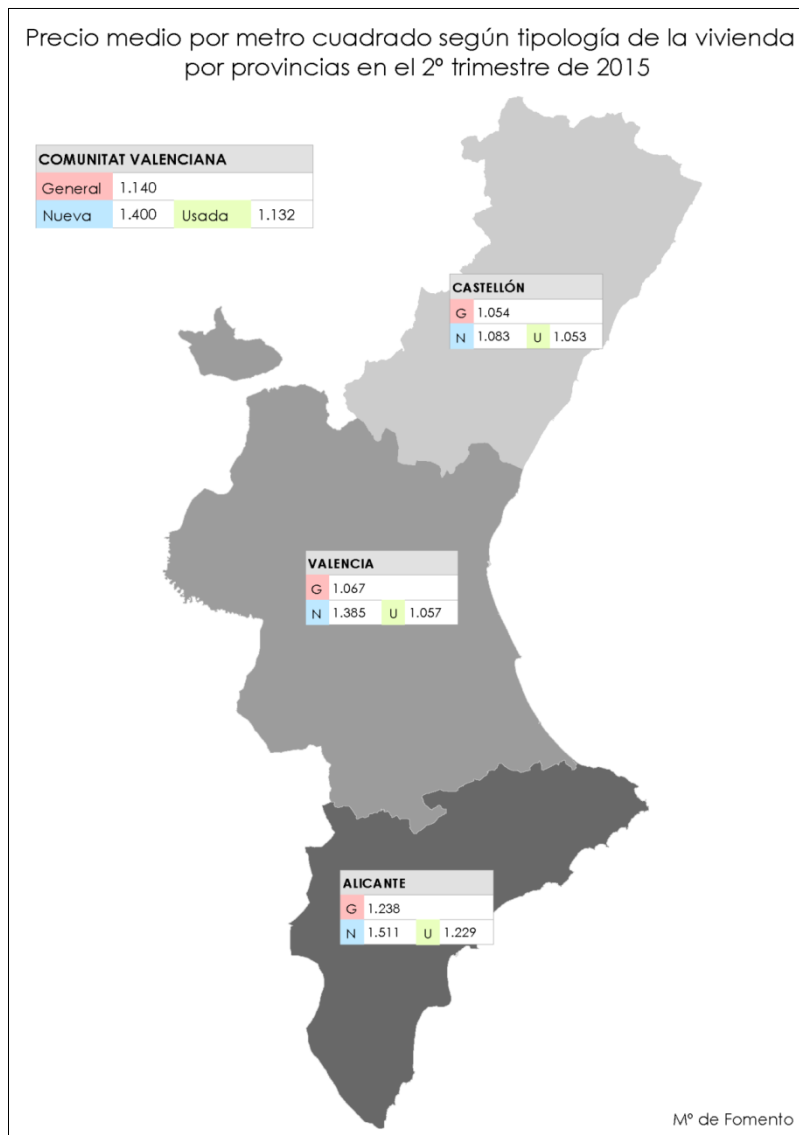 Precio medio por metro cuadrado según tipología de la vivienda
por provincias en el 2º trimestre de 2015
COMUNITAT VALENCIANA
General 1.140
Nueva 1.400 Usada 1.132
CASTELLÓN
G 1.054
N 1.083 U 1.053
VALENCIA
G 1.067
N 1.385 U 1.057
ALICANTE
G 1.238
N 1.511 U 1.229
Mº de Fomento